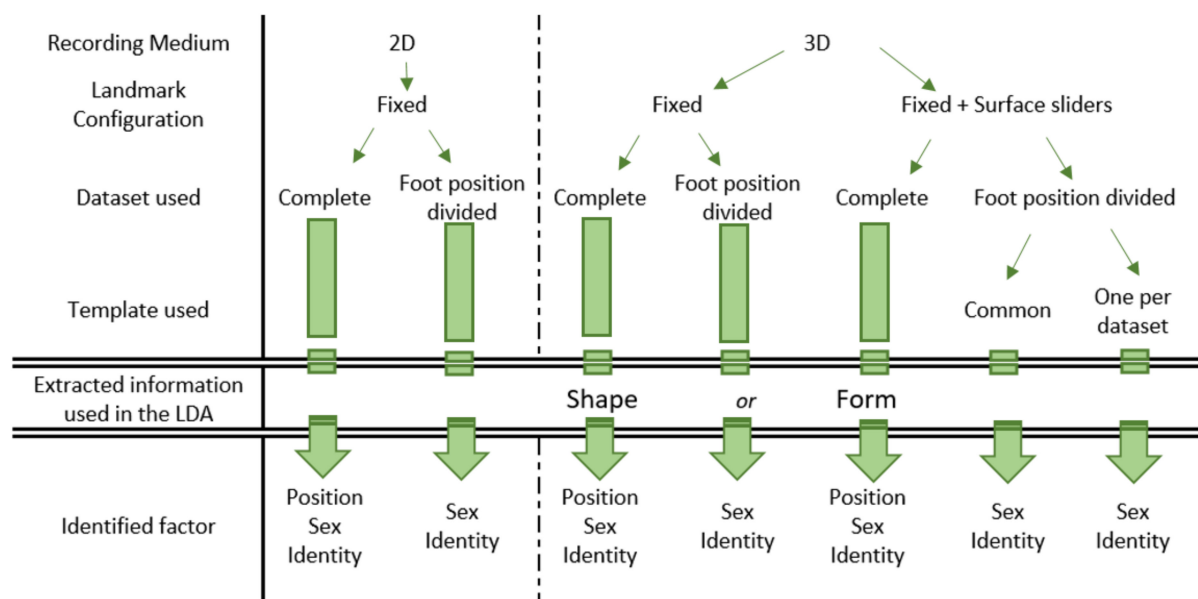 Recording Medium
2D
3D
Landmark
Configuration
Fixed
Fixed
Fixed + Surface sliders
Dataset used
Complete
Foot position
divided
Complete
Foot position
divided
Complete
Foot position divided
Template used
Common
One per
dataset
Extracted information
used in the LDA
Shape
or
Form
Identified factor
Position
Sex
Identity
Sex
Identity
Position
Sex
Identity
Sex
Identity
Position
Sex
Identity
Sex
Identity
Sex
Identity